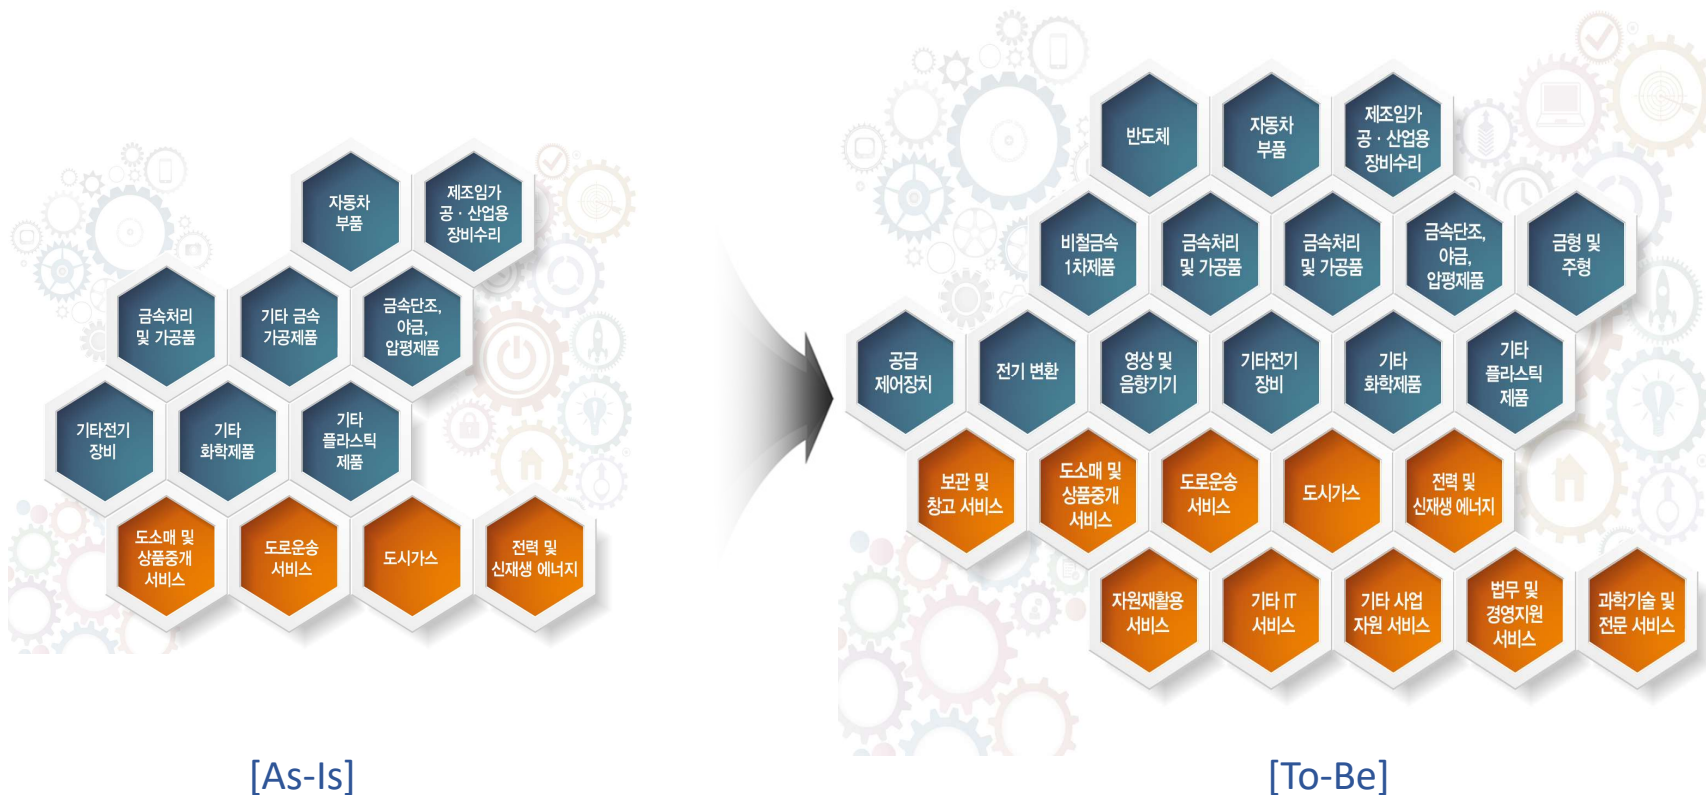 자동차
부품
제조임가
공 · 산업용
장비수리
금속처리
및 가공품
기타 금속
가공제품
금속단조,
야금,
압평제품
기타전기
장비
기타
화학제품
기타
플라스틱
제품
도소매 및
상품중개
서비스
도로운송
서비스
도시가스
전력 및
신재생 에너지
[As-Is]
반도체
자동차
부품
제조임가
공 · 산업용
장비수리
비철금속
1차제품
금속처리
및 가공품
금속처리
및 가공품
금속단조,
야금,
압평제품
금형 및
주형
공급
제어장치
전기 변환
영상 및
음향기기
기타전기
장비
기타
화학제품
기타
플라스틱
제품
보관 및
창고 서비스
도소매 및
상품중개
서비스
도로운송
서비스
도시가스
전력 및
신재생 에너지
자원재활용
서비스
기타 IT
서비스
기타 사업
자원 서비스
법무 및
경영지원
서비스
과학기술 및
전문 서비스
[To-Be]